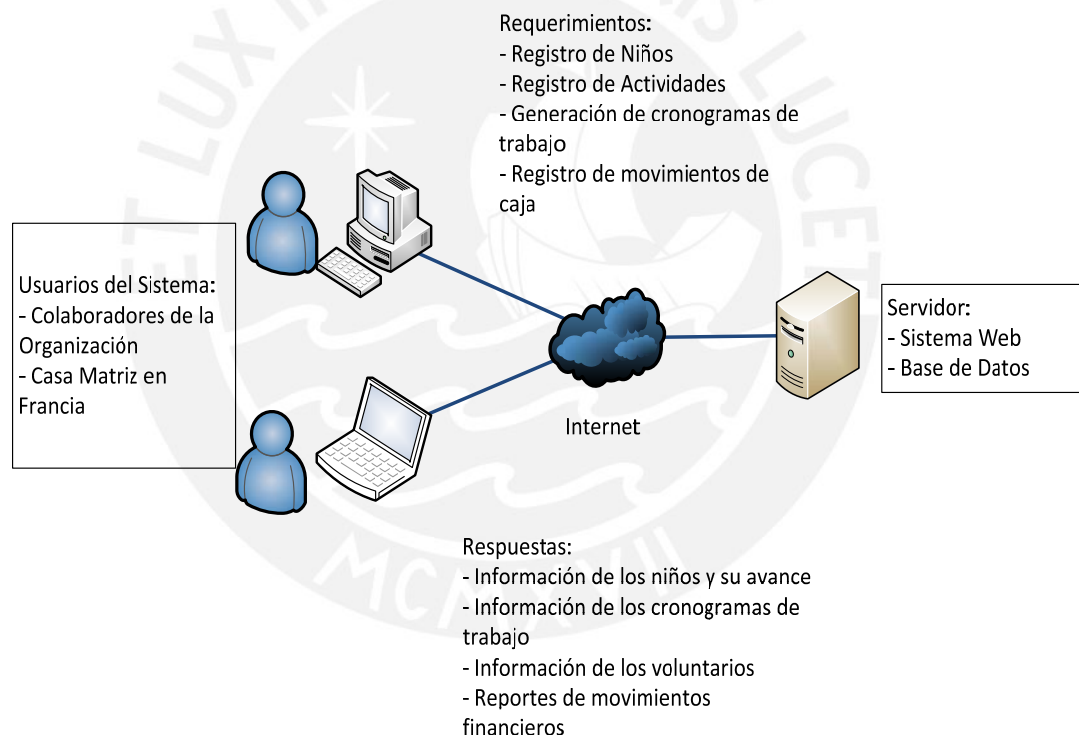 Requerimientos:
- Registro de Niños
- Registro de Actividades
- Generación de cronogramas de
trabajo
- Registro de movimientos de
caja
Usuarios del Sistema:
- Colaboradores de la
Organización
- Casa Matriz en
Francia
Servidor:
- Sistema Web
- Base de Datos
Internet
Respuestas:
- Información de los niños y su avance
- Información de los cronogramas de
trabajo
- Información de los voluntarios
- Reportes de movimientos
financieros
MCMXVII